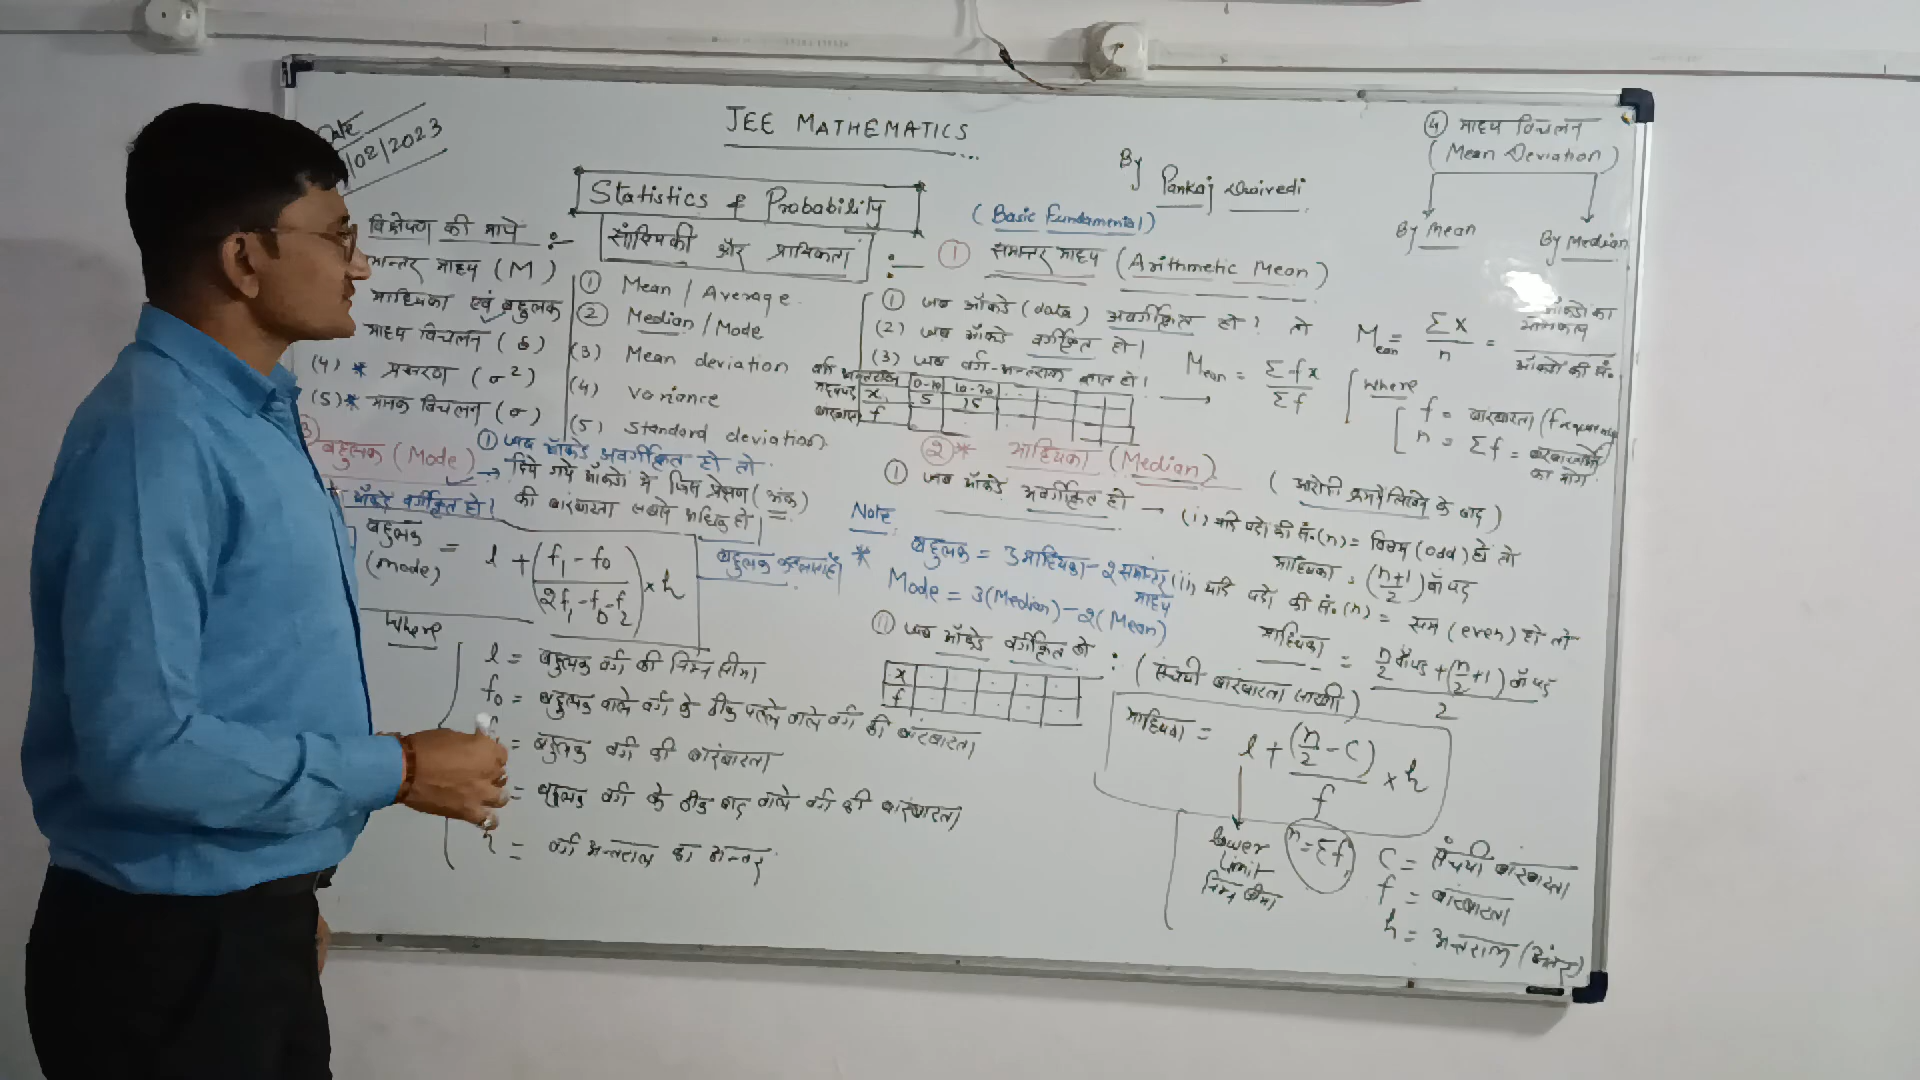 Date
/02/2023
JEE MATHEMATICS
By Pankaj Dwivedi
Statistics & Probability
सांख्यिकी और प्रायिकता :-
(Basic Fundamental)
विक्षेपण की मापे :-
समान्तर माध्य (M)
माध्यिका एवं बहुलक
माध्य विचलन (δ)
(4) * प्रसरण (σ²)
(5) * मानक विचलन (σ)
① Mean / Average
② Median / Mode
(3) Mean deviation
(4) variance
(5) Standard deviation
① समान्तर माध्य (Arithmetic Mean)
① जब आँकडे (data) अवर्गीकृत हो? तो
Mean = Σx / n = आँकडो का योगफल / आँकडो की सं.
(2) जब आँकडे वर्गीकृत हो।
(3) जब वर्ग-अन्तराल ज्ञात हो।
वर्ग अन्तराल 0-10 10-20
मध्यपद x 5 15
बारंबारता f
Mean = Σfx / Σf
where
f = बारंबारता (frequency)
n = Σf = बारंबारताओं का योग
② * माध्यिका (Median)
① जब आँकडे अवर्गीकृत हो → (आरोही क्रम में लिखने के बाद)
(i) यदि पदो की सं. (n) = विषम (odd) हो तो
माध्यिका = (n+1 / 2) वाँ पद
(ii) यदि पदो की सं. (n) = सम (even) हो तो
माध्यिका = n/2 वाँ पद + (n/2 + 1) वाँ पद / 2
Note
* बहुलक = 3 माध्यिका - 2 समान्तर माध्य
Mode = 3(Median) - 2(Mean)
② जब आँकडे वर्गीकृत हो : (संचयी बारंबारता सारणी)
x
f
माध्यिका = l + (n/2 - C) / f × h
lower limit
निम्न सीमा
n = Σf
C = संचयी बारंबारता
f = बारंबारता
h = अन्तराल (अंतर)
③ बहुलक (Mode)
① जब आँकडे अवर्गीकृत हो तो
→ दिये गये आँकडो मे जिस प्रेक्षण (अंक)
की बारंबारता सबसे अधिक हो।
बहुलक कहलाता है
आँकडे वर्गीकृत हो।
बहुलक (mode) = l + (f₁ - f₀ / 2f₁ - f₀ - f₂) × h
Where
l = बहुलक वर्ग की निम्न सीमा
f₀ = बहुलक वाले वर्ग के ठीक पहले वाले वर्ग की बारंबारता
= बहुलक वर्ग की बारंबारता
= बहुलक वर्ग के ठीक बाद वाले वर्ग की बारंबारता
h = वर्ग अन्तराल का अन्तर
④ माध्य विचलन
(Mean Deviation)
By Mean
By Median